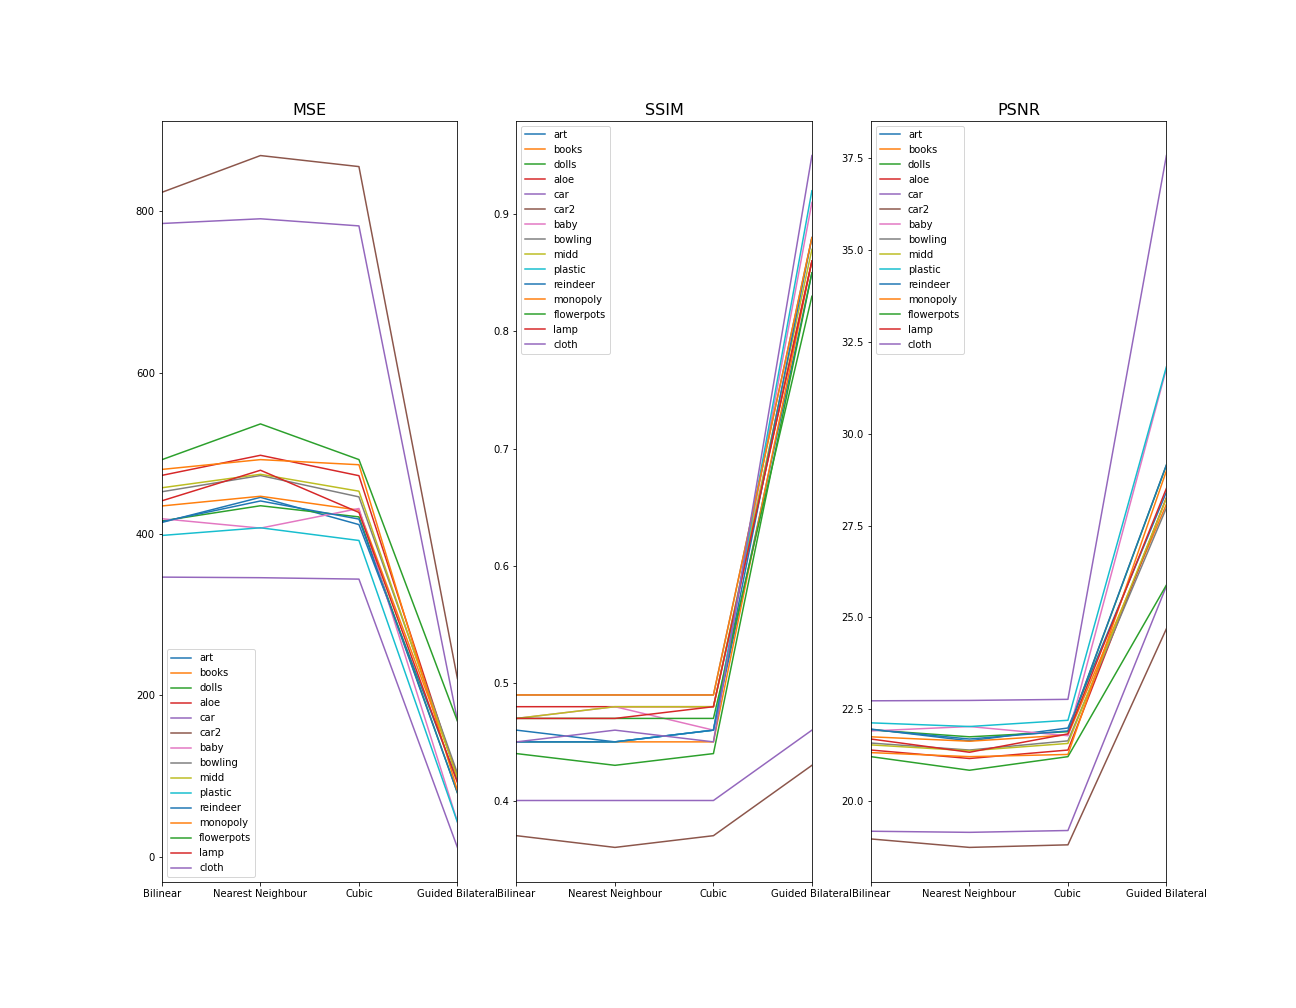 MSE
800
600
400
200
0
art
books
dolls
aloe
car
car2
baby
bowling
midd
plastic
reindeer
monopoly
flowerpots
lamp
cloth
Bilinear Nearest Neighbour Cubic Guided Bilateral
SSIM
0.9
0.8
0.7
0.6
0.5
0.4
art
books
dolls
aloe
car
car2
baby
bowling
midd
plastic
reindeer
monopoly
flowerpots
lamp
cloth
Bilinear Nearest Neighbour Cubic Guided Bilateral
PSNR
37.5
35.0
32.5
30.0
27.5
25.0
22.5
20.0
art
books
dolls
aloe
car
car2
baby
bowling
midd
plastic
reindeer
monopoly
flowerpots
lamp
cloth
Bilinear Nearest Neighbour Cubic Guided Bilateral